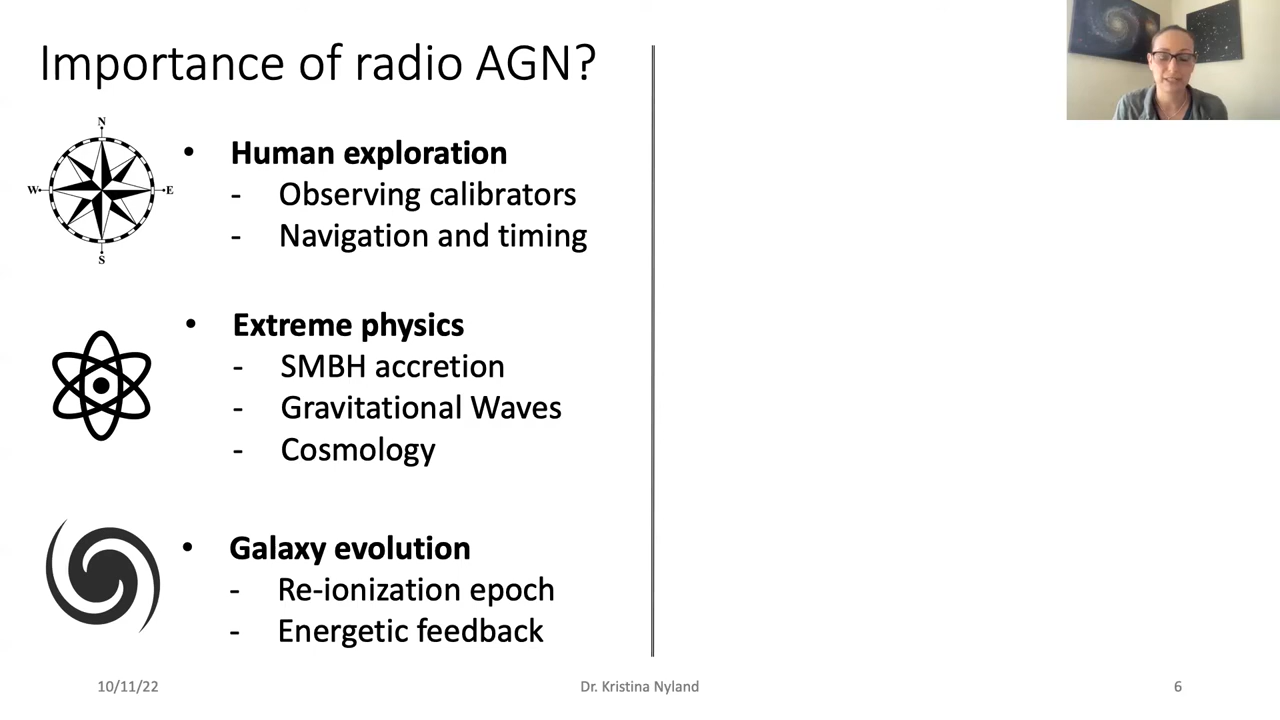 Importance of radio AGN?
N
W
E
S
• Human exploration
- Observing calibrators
- Navigation and timing
• Extreme physics
- SMBH accretion
- Gravitational Waves
- Cosmology
• Galaxy evolution
- Re-ionization epoch
- Energetic feedback
10/11/22
Dr. Kristina Nyland
6